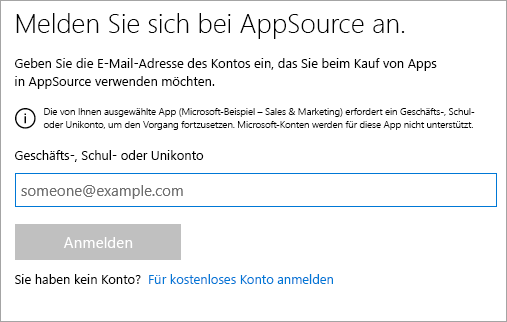 Melden Sie sich bei AppSource an.
Geben Sie die E-Mail-Adresse des Kontos ein, das Sie beim Kauf von Apps
in AppSource verwenden möchten.
Die von Ihnen ausgewählte App (Microsoft-Beispiel – Sales & Marketing) erfordert ein Geschäfts-, Schul-
oder Unikonto, um den Vorgang fortzusetzen. Microsoft-Konten werden für diese App nicht unterstützt.
Geschäfts-, Schul- oder Unikonto
someone@example.com
Anmelden
Sie haben kein Konto? Für kostenloses Konto anmelden